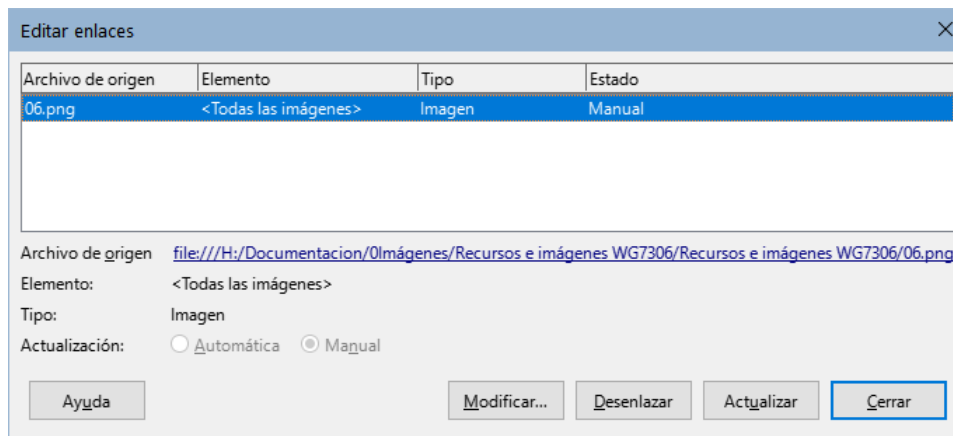 Editar enlaces
Archivo de origen Elemento Tipo Estado
06.png <Todas las imágenes> Imagen Manual
Archivo de origen file:///H:/Documentacion/0Imágenes/Recursos e imágenes WG7306/Recursos e imágenes WG7306/06.png
Elemento: <Todas las imágenes>
Tipo: Imagen
Actualización: Automática Manual
Ayuda Modificar... Desenlazar Actualizar Cerrar